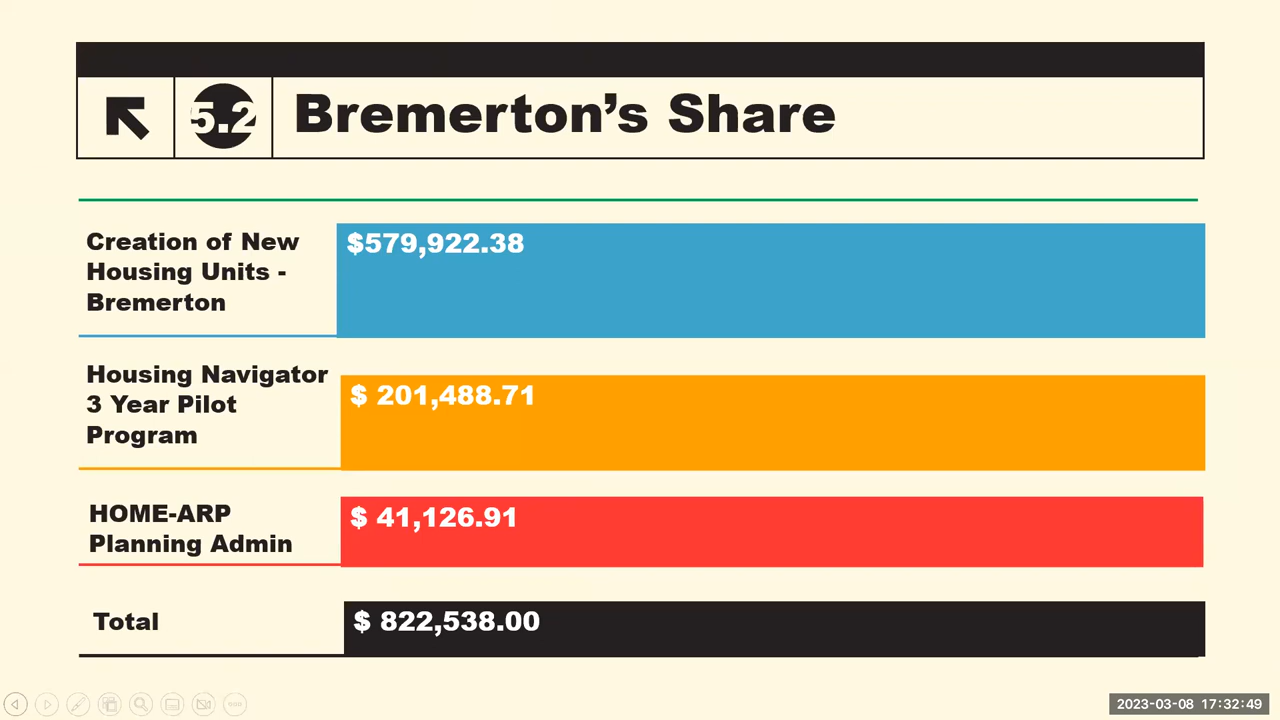 5.2
Bremerton’s Share
Creation of New
Housing Units -
Bremerton
$579,922.38
Housing Navigator
3 Year Pilot
Program
$ 201,488.71
HOME-ARP
Planning Admin
$ 41,126.91
Total
$ 822,538.00
2023-03-08 17:32:49